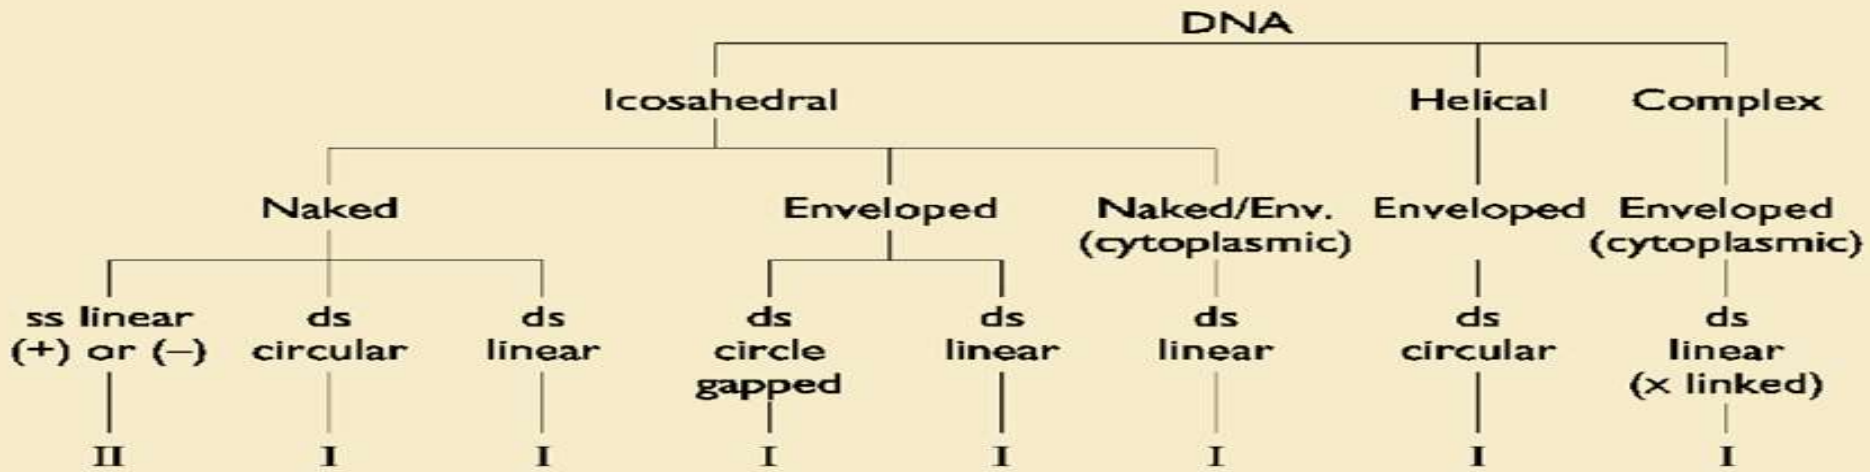 DNA
Icosahedral Helical Complex
Naked Enveloped Naked/Env. Enveloped Enveloped
(cytoplasmic) (cytoplasmic)
ss linear ds ds ds ds ds ds ds
(+) or (–) circular linear circle linear linear circular linear
gapped (x linked)
II I I I I I I I